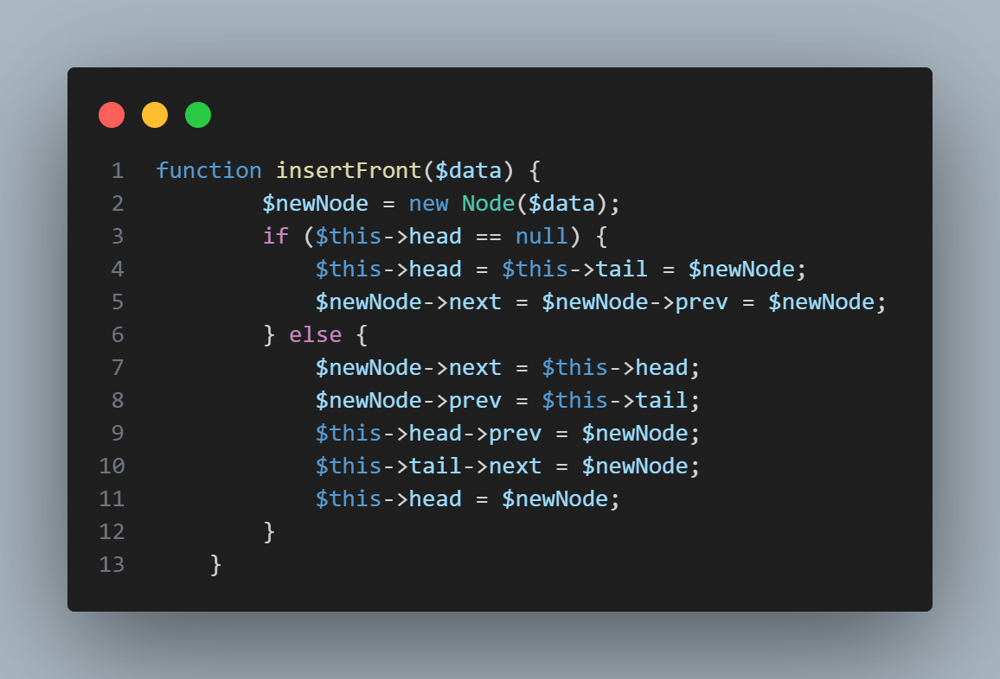 1 function insertFront($data) {
2         $newNode = new Node($data);
3         if ($this->head == null) {
4             $this->head = $this->tail = $newNode;
5             $newNode->next = $newNode->prev = $newNode;
6         } else {
7             $newNode->next = $this->head;
8             $newNode->prev = $this->tail;
9             $this->head->prev = $newNode;
10             $this->tail->next = $newNode;
11             $this->head = $newNode;
12         }
13     }